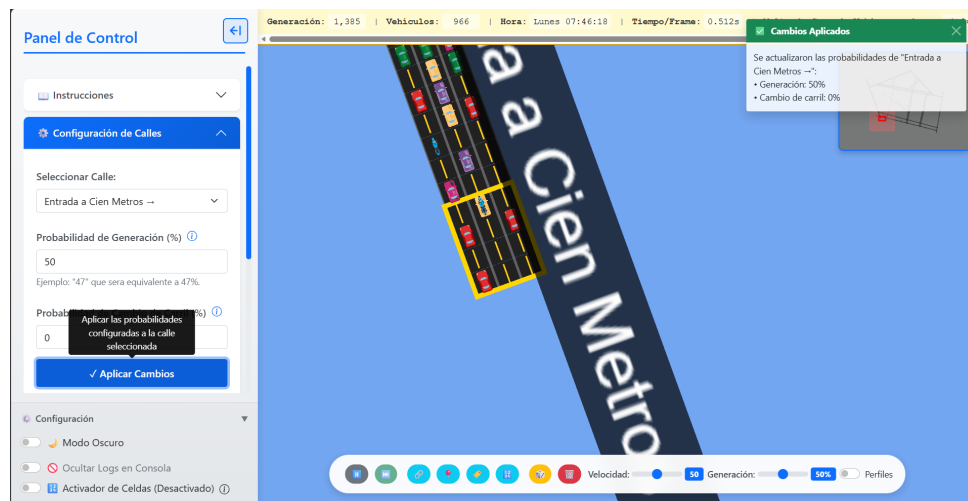 Panel de Control
Instrucciones
Configuración de Calles
Seleccionar Calle:
Entrada a Cien Metros →
Probabilidad de Generación (%)
50
Ejemplo: "47" que sera equivalente a 47%.
%)
Aplicar las probabilidades
configuradas a la calle
seleccionada
0
✓ Aplicar Cambios
Configuración
Modo Oscuro
Ocultar Logs en Consola
Activador de Celdas (Desactivado)
Generación: 1,385 | Vehiculos: 966 | Hora: Lunes 07:46:18 | Tiempo/Frame: 0.512s
Cambios Aplicados
Se actualizaron las probabilidades de "Entrada a
Cien Metros →":
• Generación: 50%
• Cambio de carril: 0%
a a Cien Metro
Velocidad: 50 Generación: 50% Perfiles